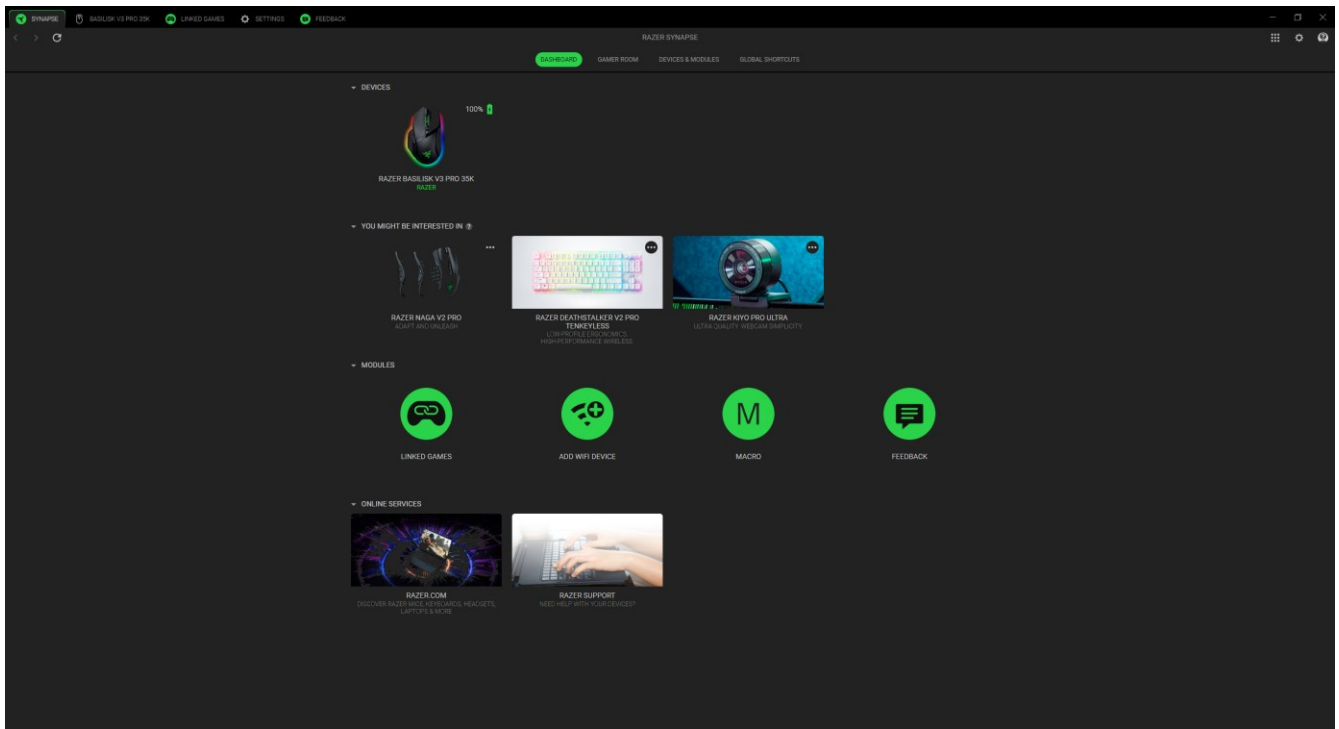 SYNAPSE
BASILISK V3 PRO 35K
LINKED GAMES
SETTINGS
FEEDBACK
RAZER SYNAPSE
DASHBOARD
GAMER ROOM
DEVICES & MODULES
GLOBAL SHORTCUTS
DEVICES
100%
RAZER BASILISK V3 PRO 35K
RAZER
YOU MIGHT BE INTERESTED IN ?
RAZER NAGA V2 PRO
ADAPT AND UNLEASH
RAZER DEATHSTALKER V2 PRO
TENKEYLESS
LOW-PROFILE ERGONOMICS.
HIGH-PERFORMANCE WIRELESS.
RAZER KIYO PRO ULTRA
ULTRA QUALITY. WEBCAM SIMPLICITY.
MODULES
LINKED GAMES
ADD WIFI DEVICE
M
MACRO
FEEDBACK
ONLINE SERVICES
RAZER.COM
DISCOVER RAZER MICE, KEYBOARDS, HEADSETS,
LAPTOPS & MORE
RAZER SUPPORT
NEED HELP WITH YOUR DEVICES?